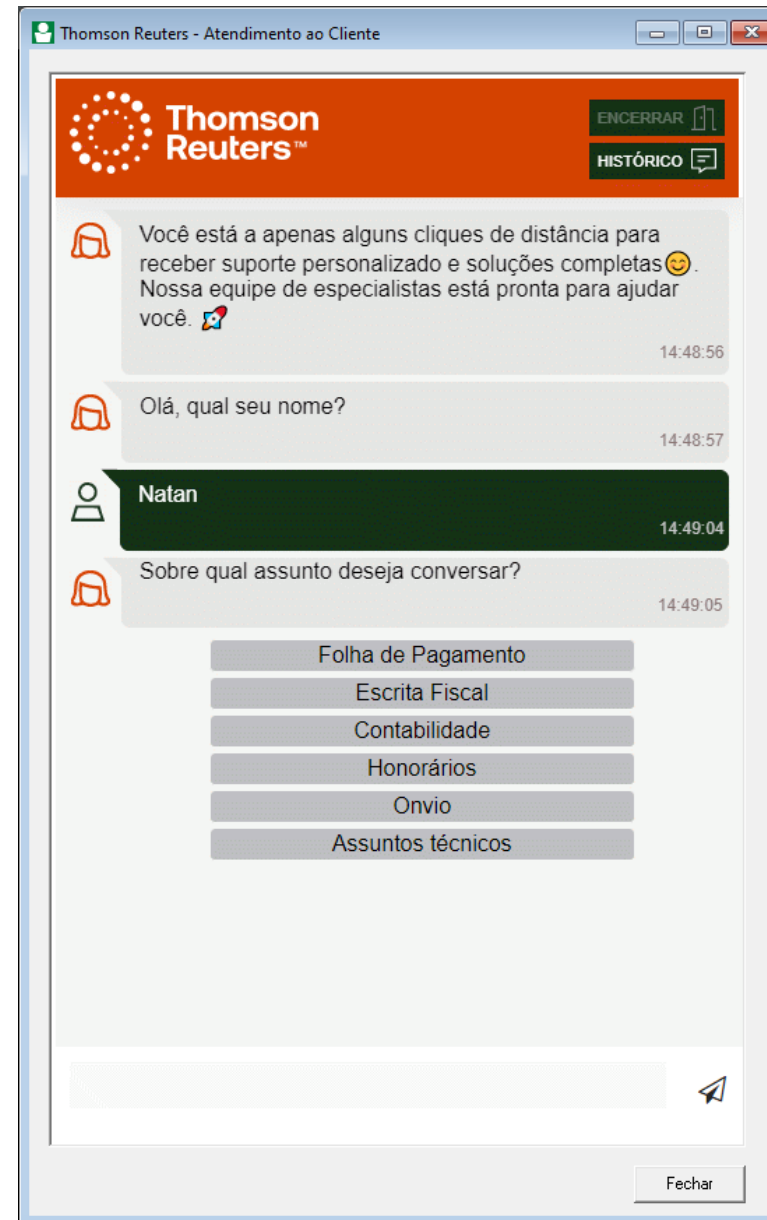 Thomson Reuters - Atendimento ao Cliente
Thomson
Reuters™
ENCERRAR
HISTÓRICO
Você está a apenas alguns cliques de distância para
receber suporte personalizado e soluções completas😊.
Nossa equipe de especialistas está pronta para ajudar
você. 🚀
14:48:56
Olá, qual seu nome?
14:48:57
Natan
14:49:04
Sobre qual assunto deseja conversar?
14:49:05
Folha de Pagamento
Escrita Fiscal
Contabilidade
Honorários
Onvio
Assuntos técnicos
Fechar